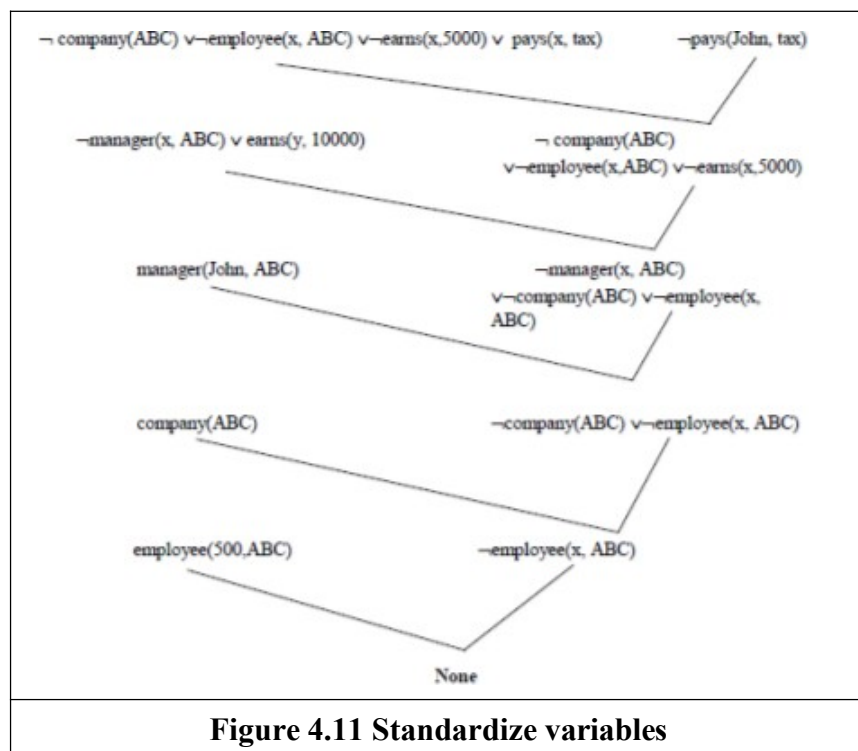 ¬ company(ABC) ∨¬employee(x, ABC) ∨¬earns(x,5000) ∨ pays(x, tax) ¬pays(John, tax)
¬manager(x, ABC) ∨ earns(y, 10000) ¬ company(ABC)
∨¬employee(x,ABC) ∨¬earns(x,5000)
manager(John, ABC) ¬manager(x, ABC)
∨¬company(ABC) ∨¬employee(x,
ABC)
company(ABC) ¬company(ABC) ∨¬employee(x, ABC)
employee(500,ABC) ¬employee(x, ABC)
None
Figure 4.11 Standardize variables